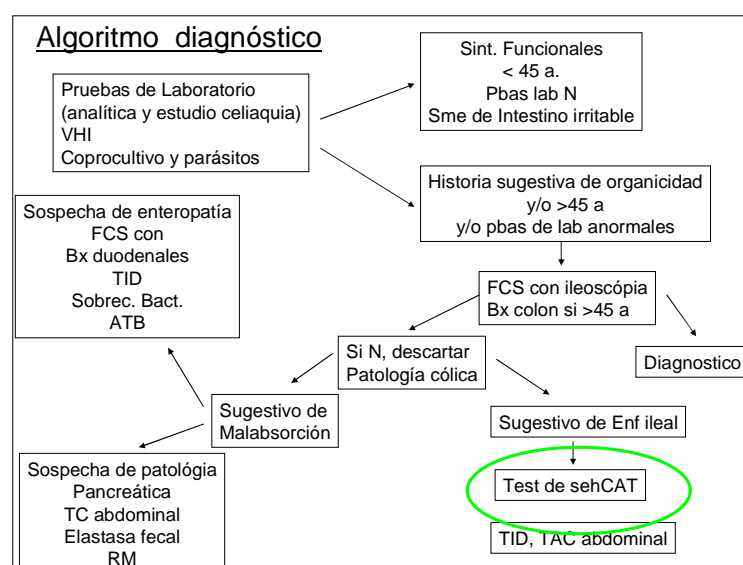 Algoritmo diagnóstico
Pruebas de Laboratorio
(analítica y estudio celiaquia)
VHI
Coprocultivo y parásitos
Sint. Funcionales
< 45 a.
Pbas lab N
Sme de Intestino irritable
Historia sugestiva de organicidad
y/o >45 a
y/o pbas de lab anormales
Sospecha de enteropatía
FCS con
Bx duodenales
TID
Sobrec. Bact.
ATB
FCS con ileoscópia
Bx colon si >45 a
Si N, descartar
Patología cólica
Diagnostico
Sugestivo de
Malabsorción
Sugestivo de Enf ileal
Sospecha de patológia
Pancreática
TC abdominal
Elastasa fecal
RM
Test de sehCAT
TID, TAC abdominal